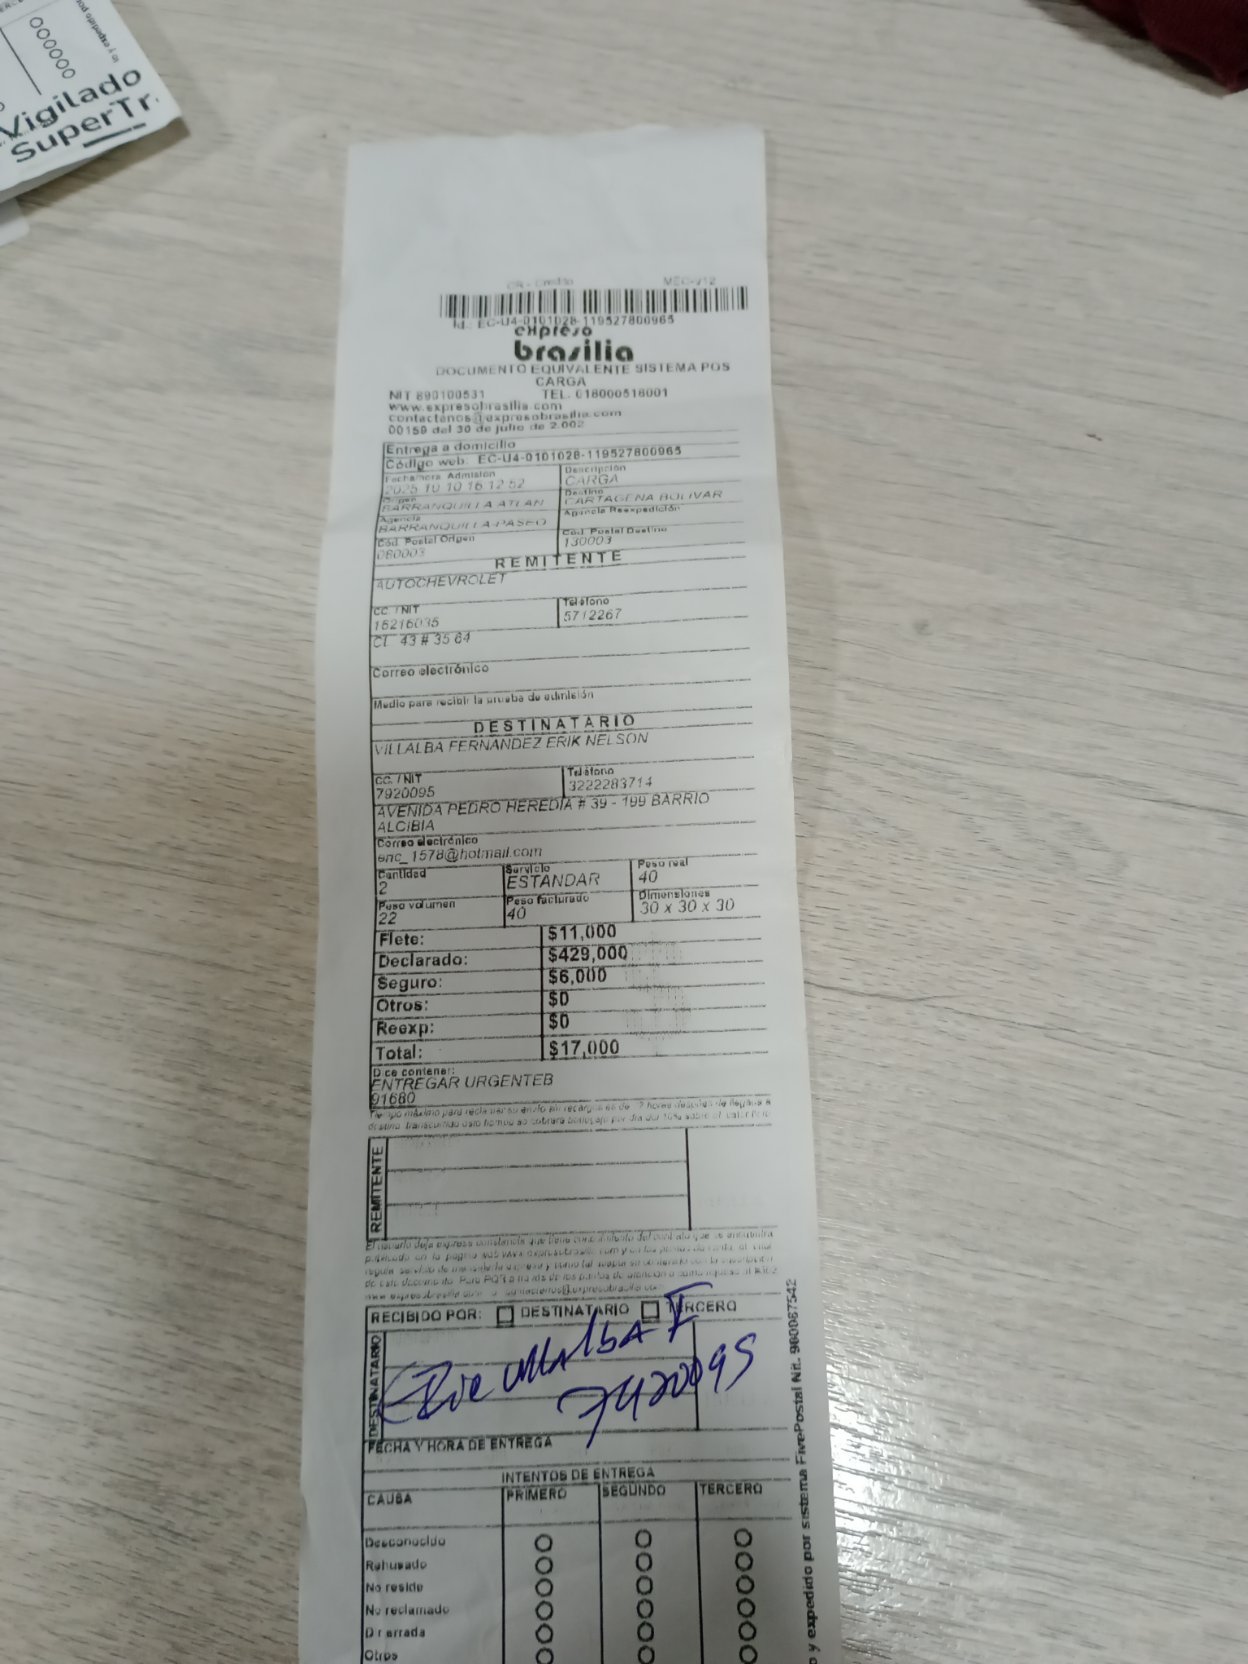 000000
Vigilado
SuperTr
CR - Credito MEC-v12
Id.: EC-U4-0101028-119527800965
expreso
brasilia
DOCUMENTO EQUIVALENTE SISTEMA POS
CARGA
NIT 890100531 TEL. 018000518001
www.expresobrasilia.com
contactenos@expresobrasilia.com
00159 del 30 de julio de 2.002
Entrega a domicilio
Código web: EC-U4-0101028-119527800965
Fecha/hora Admision Descripción
2025 10 10 16 12 52 CARGA
Origen Destino
BARRANQUILLA ATLAN CARTAGENA BOLIVAR
Agencia Agencia Reexpedición
BARRANQUILLA-PASEO
Cód. Postal Origen Cód. Postal Destino
080003 130003
REMITENTE
AUTOCHEVROLET
CC. / NIT Teléfono
15216035 5712267
CL 43 # 35 64
Correo electrónico
Medio para recibir la prueba de admisión
DESTINATARIO
VILLALBA FERNANDEZ ERIK NELSON
CC. / NIT Teléfono
7920095 3222283714
AVENIDA PEDRO HEREDIA # 39 - 199 BARRIO
ALCIBIA
Correo electrónico
eric_1578@hotmail.com
Cantidad Servicio Peso real
2 ESTANDAR 40
Peso volumen Peso facturado Dimensiones
22 40 30 x 30 x 30
Flete: $11,000
Declarado: $429,000
Seguro: $6,000
Otros: $0
Reexp: $0
Total: $17,000
Dice contener:
ENTREGAR URGENTEB
91680
REMITENTE
RECIBIDO POR: DESTINATARIO TERCERO
DESTINATARIO
villalba F
7920095
FECHA Y HORA DE ENTREGA
INTENTOS DE ENTREGA
CAUSA PRIMERO SEGUNDO TERCERO
Desconocido
Rehusado
No reside
No reclamado
Dir errada
Otros
o y expedido por sistema FivePostal Nit. 900087542